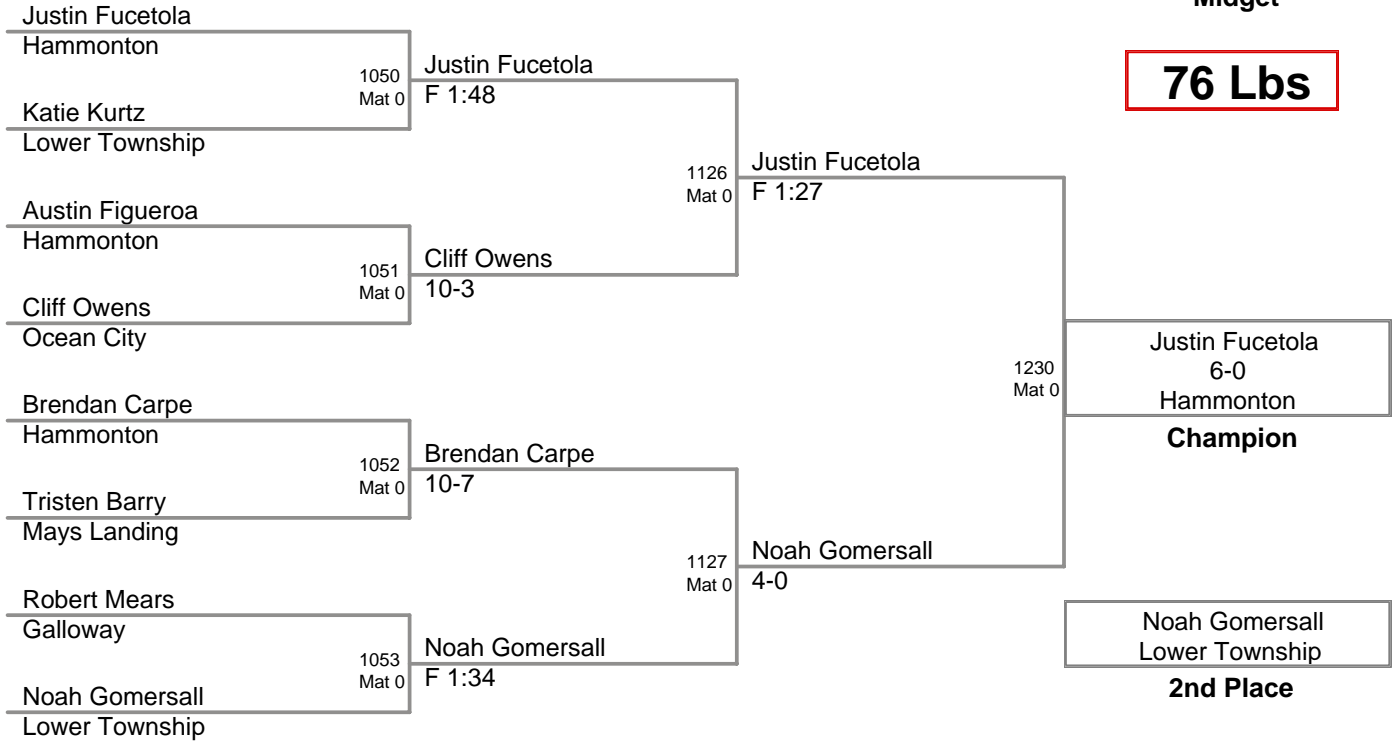 Midget
76 Lbs
Justin Fucetola
Hammonton
1050
Mat 0
Katie Kurtz
Lower Township
Justin Fucetola
F 1:48
Austin Figueroa
Hammonton
1051
Mat 0
Cliff Owens
Ocean City
Cliff Owens
10-3
1126
Mat 0
Justin Fucetola
F 1:27
Brendan Carpe
Hammonton
1052
Mat 0
Tristen Barry
Mays Landing
Brendan Carpe
10-7
Robert Mears
Galloway
1053
Mat 0
Noah Gomersall
Lower Township
Noah Gomersall
F 1:34
1127
Mat 0
Noah Gomersall
4-0
1230
Mat 0
Justin Fucetola
6-0
Hammonton
Champion
Noah Gomersall
Lower Township
2nd Place